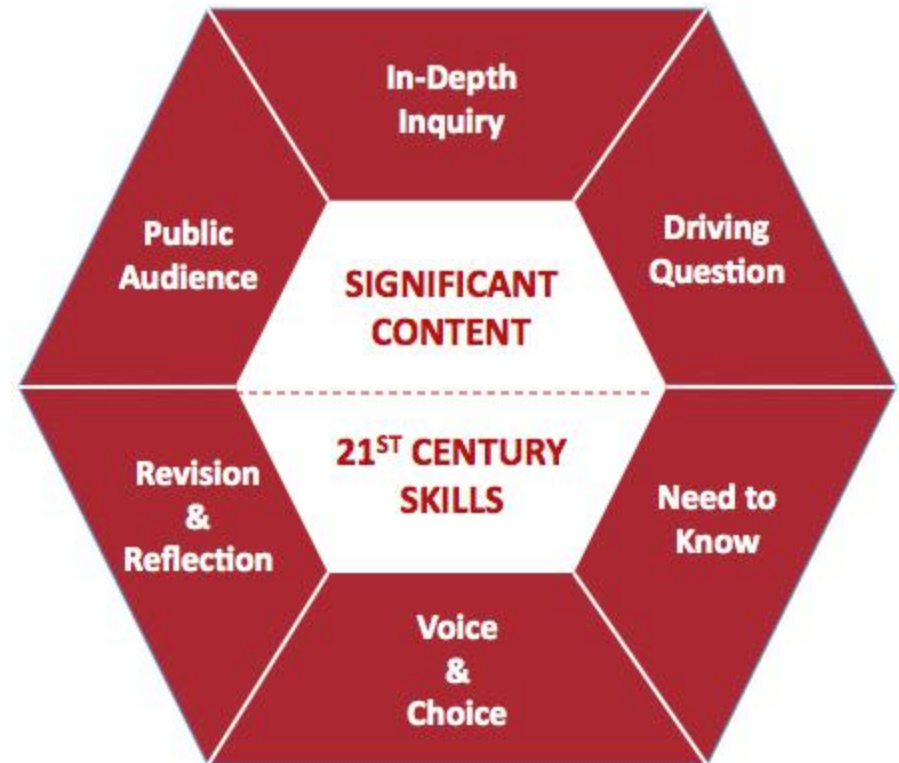 In-Depth
Inquiry
Driving
Question
Need to
Know
Voice
&
Choice
Revision
&
Reflection
Public
Audience
SIGNIFICANT
CONTENT
21ST CENTURY
SKILLS